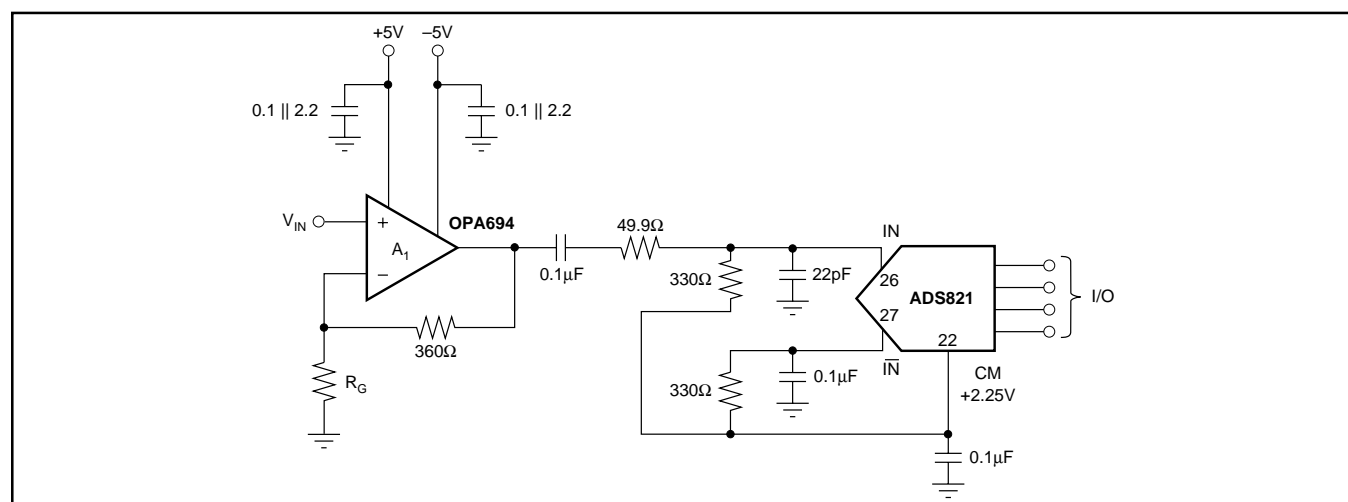 +5V
–5V
0.1 || 2.2
0.1 || 2.2
V_IN
+
A_1
–
OPA694
360Ω
R_G
0.1µF
49.9Ω
330Ω
22pF
IN
26
27
ADS821
22
I/O
I̅N̅
330Ω
0.1µF
CM
+2.25V
0.1µF